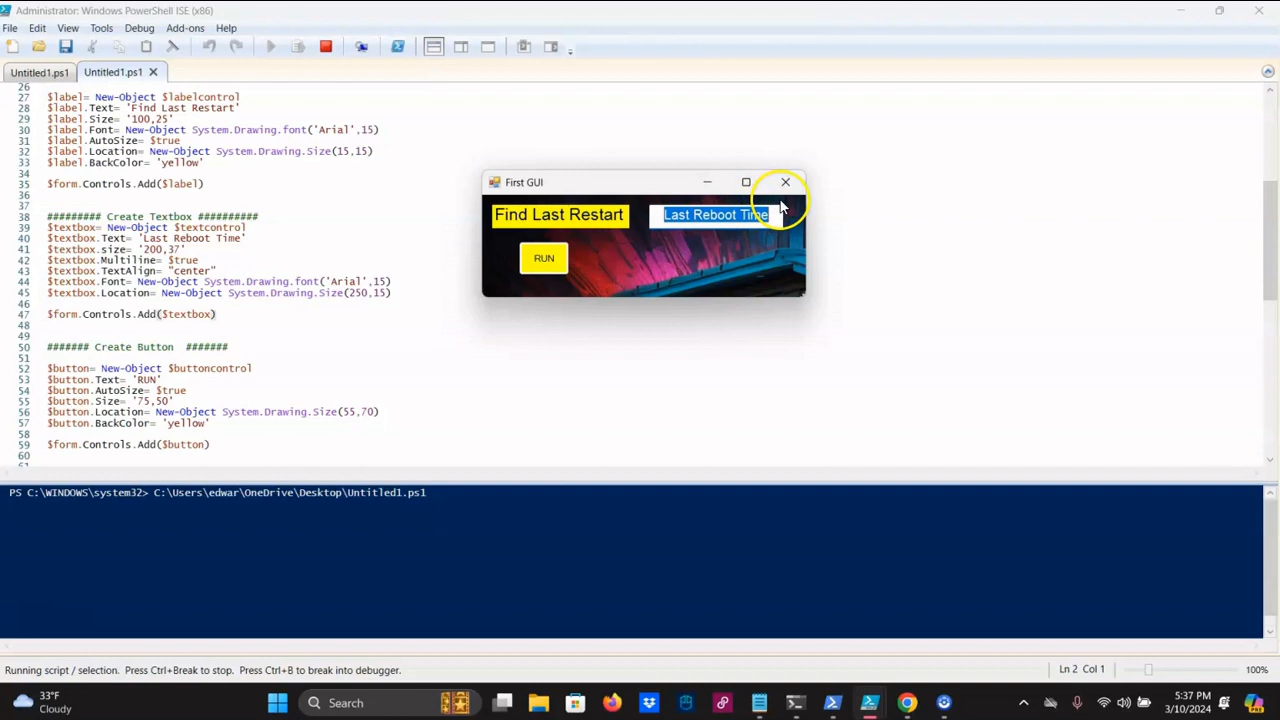 Administrator: Windows PowerShell ISE (x86)
File Edit View Tools Debug Add-ons Help
Untitled1.ps1 Untitled1.ps1
26
27 $label= New-Object $labelcontrol
28 $label.Text= 'Find Last Restart'
29 $label.Size= '100,25'
30 $label.Font= New-Object System.Drawing.font('Arial',15)
31 $label.AutoSize= $true
32 $label.Location= New-Object System.Drawing.Size(15,15)
33 $label.BackColor= 'yellow'
34
35 $form.Controls.Add($label)
36
37
38 ######### Create Textbox ##########
39 $textbox= New-Object $textcontrol
40 $textbox.Text= 'Last Reboot Time'
41 $textbox.size= '200,37'
42 $textbox.Multiline= $true
43 $textbox.TextAlign= "center"
44 $textbox.Font= New-Object System.Drawing.font('Arial',15)
45 $textbox.Location= New-Object System.Drawing.Size(250,15)
46
47 $form.Controls.Add($textbox)
48
49
50 ####### Create Button #######
51
52 $button= New-Object $buttoncontrol
53 $button.Text= 'RUN'
54 $button.AutoSize= $true
55 $button.Size= '75,50'
56 $button.Location= New-Object System.Drawing.Size(55,70)
57 $button.BackColor= 'yellow'
58
59 $form.Controls.Add($button)
60
First GUI
Find Last Restart Last Reboot Time
RUN
PS C:\WINDOWS\system32> C:\Users\edwar\OneDrive\Desktop\Untitled1.ps1
Running script / selection. Press Ctrl+Break to stop. Press Ctrl+B to break into debugger.
Ln 2 Col 1
100%
33°F
Cloudy
Search
5:37 PM
3/10/2024